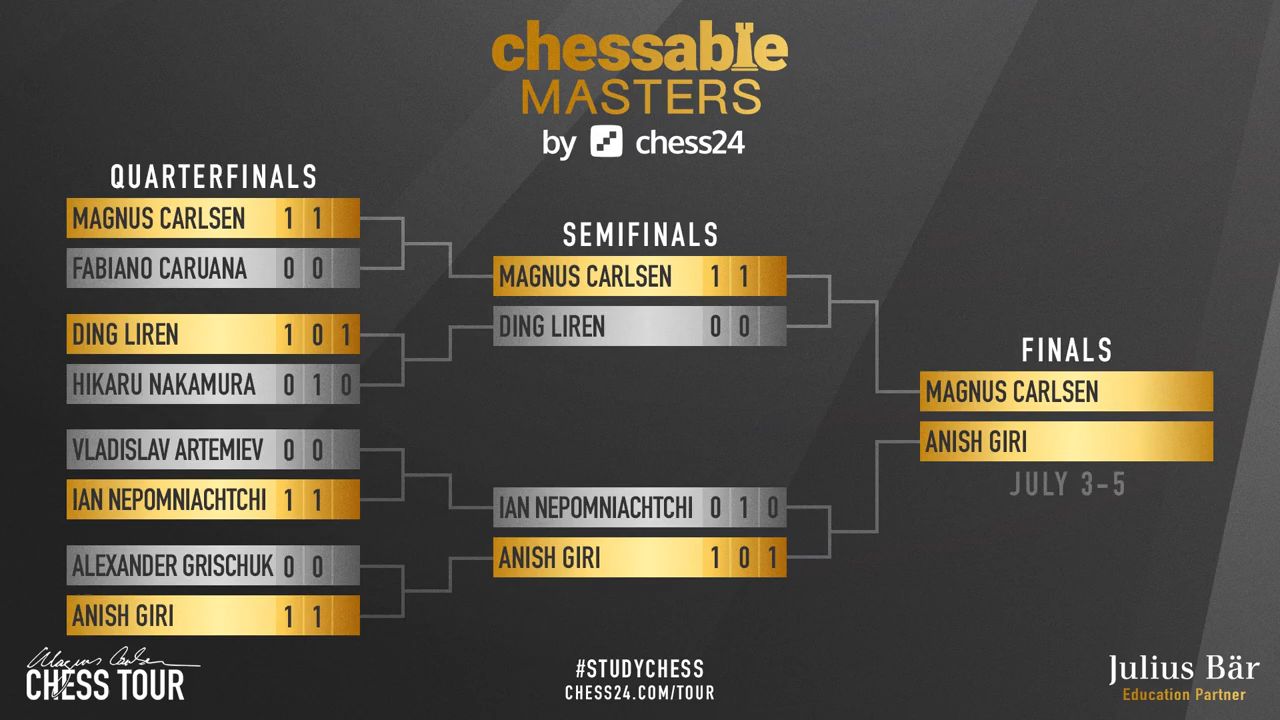 chessable
MASTERS
by chess24
QUARTERFINALS
MAGNUS CARLSEN 1 1
FABIANO CARUANA 0 0
DING LIREN 1 0 1
HIKARU NAKAMURA 0 1 0
VLADISLAV ARTEMIEV 0 0
IAN NEPOMNIACHTCHI 1 1
ALEXANDER GRISCHUK 0 0
ANISH GIRI 1 1
SEMIFINALS
MAGNUS CARLSEN 1 1
DING LIREN 0 0
IAN NEPOMNIACHTCHI 0 1 0
ANISH GIRI 1 0 1
FINALS
MAGNUS CARLSEN
ANISH GIRI
JULY 3-5
Magnus Carlsen
CHESS TOUR
#STUDYCHESS
CHESS24.COM/TOUR
Julius Bär
Education Partner